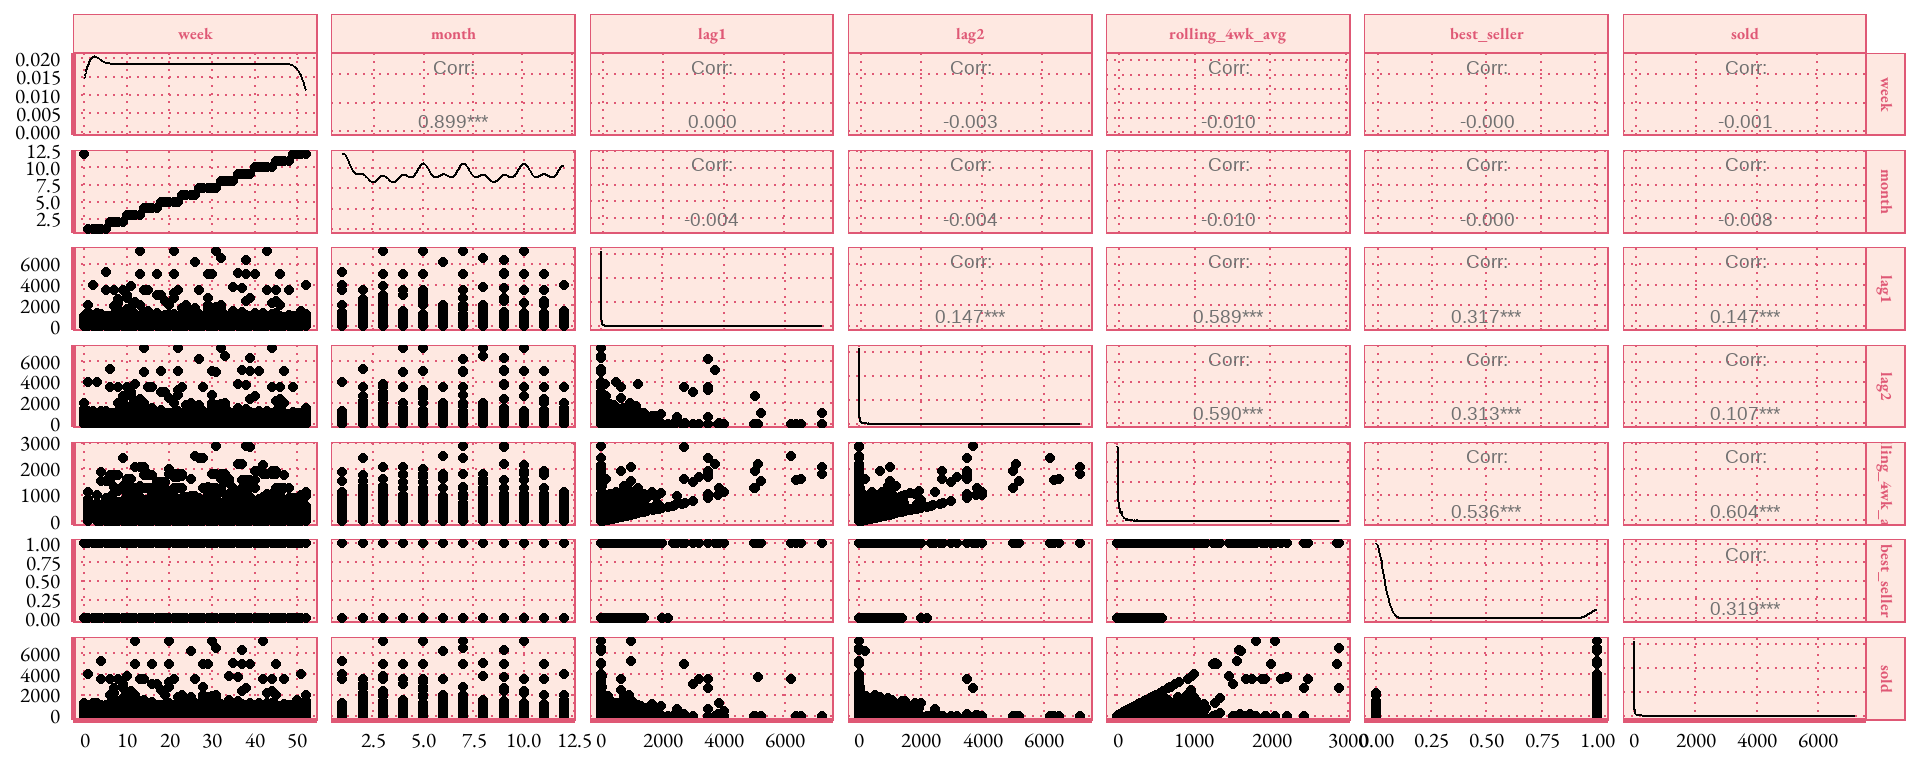 week month lag1 lag2 rolling_4wk_avg best_seller sold
0.020
0.015
0.010
0.005
0.000
Corr: Corr: Corr: Corr: Corr: Corr:
0.899*** 0.000 -0.003 -0.010 -0.000 -0.001
week
12.5
10.0
7.5
5.0
2.5
Corr: Corr: Corr: Corr: Corr:
-0.004 -0.004 -0.010 -0.000 -0.008
month
6000
4000
2000
0
Corr: Corr: Corr: Corr:
0.147*** 0.589*** 0.317*** 0.147***
lag1
6000
4000
2000
0
Corr: Corr: Corr:
0.590*** 0.313*** 0.107***
lag2
3000
2000
1000
0
Corr: Corr:
0.536*** 0.604***
ling_4wk_a
1.00
0.75
0.50
0.25
0.00
Corr:
0.319***
best_seller
6000
4000
2000
0
sold
0 10 20 30 40 50 2.5 5.0 7.5 10.0 12.5 0 2000 4000 6000 0 2000 4000 6000 0 1000 2000 3000 0.00 0.25 0.50 0.75 1.00 0 2000 4000 6000